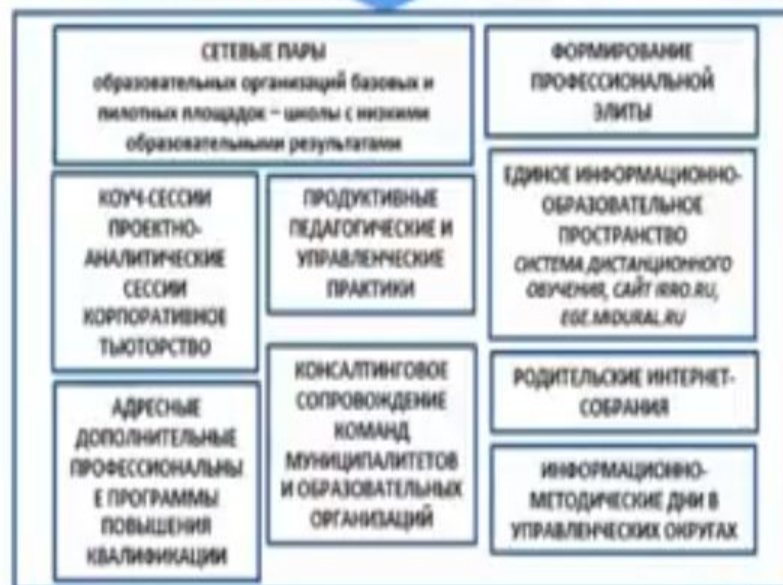 СЕТЕВЫЕ ПАРЫ
образовательных организаций базовых и
пилотных площадок – школы с низкими
образовательными результатами
ФОРМИРОВАНИЕ
ПРОФЕССИОНАЛЬНОЙ
ЭЛИТЫ
КОУЧ-СЕССИИ
ПРОЕКТНО-
АНАЛИТИЧЕСКИЕ
СЕССИИ
КОРПОРАТИВНОЕ
ТЬЮТОРСТВО
ПРОДУКТИВНЫЕ
ПЕДАГОГИЧЕСКИЕ И
УПРАВЛЕНЧЕСКИЕ
ПРАКТИКИ
ЕДИНОЕ ИНФОРМАЦИОННО-
ОБРАЗОВАТЕЛЬНОЕ
ПРОСТРАНСТВО
СИСТЕМА ДИСТАНЦИОННОГО
ОБУЧЕНИЯ, САЙТ IRRO.RU,
EGE.MIDURAL.RU
АДРЕСНЫЕ
ДОПОЛНИТЕЛЬНЫЕ
ПРОФЕССИОНАЛЬНЫ
Е ПРОГРАММЫ
ПОВЫШЕНИЯ
КВАЛИФИКАЦИИ
КОНСАЛТИНГОВОЕ
СОПРОВОЖДЕНИЕ
КОМАНД
МУНИЦИПАЛИТЕТОВ
И ОБРАЗОВАТЕЛЬНЫХ
ОРГАНИЗАЦИЙ
РОДИТЕЛЬСКИЕ ИНТЕРНЕТ-
СОБРАНИЯ
ИНФОРМАЦИОННО-
МЕТОДИЧЕСКИЕ ДНИ В
УПРАВЛЕНЧЕСКИХ ОКРУГАХ